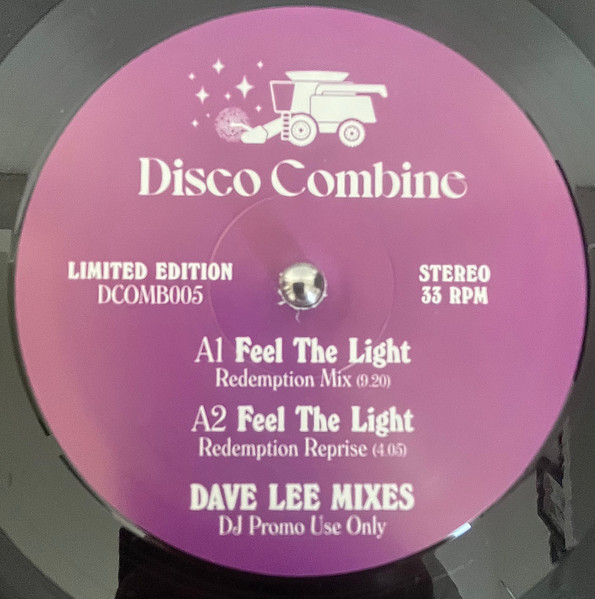 Disco Combine
LIMITED EDITION
DCOMB005
STEREO
33 RPM
A1 Feel The Light
Redemption Mix (9.20)
A2 Feel The Light
Redemption Reprise (4.05)
DAVE LEE MIXES
DJ Promo Use Only